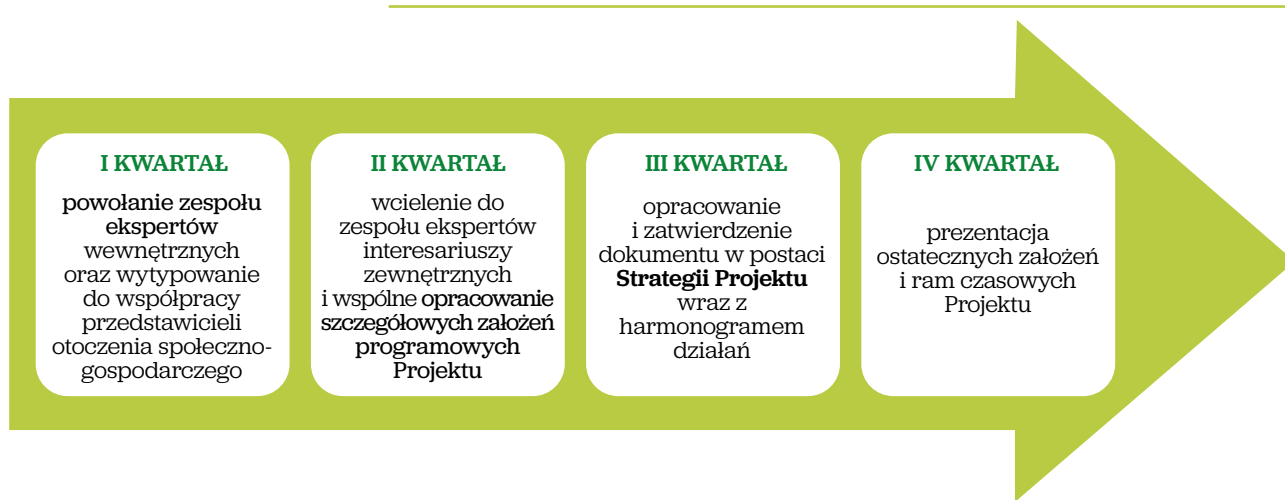 I KWARTAŁ
powołanie zespołu
ekspertów
wewnętrznych
oraz wytypowanie
do współpracy
przedstawicieli
otoczenia społeczno-
gospodarczego
II KWARTAŁ
wcielenie do
zespołu ekspertów
interesariuszy
zewnętrznych
i wspólne opracowanie
szczegółowych założeń
programowych
Projektu
III KWARTAŁ
opracowanie
i zatwierdzenie
dokumentu w postaci
Strategii Projektu
wraz z
harmonogramem
działań
IV KWARTAŁ
prezentacja
ostatecznych założeń
i ram czasowych
Projektu